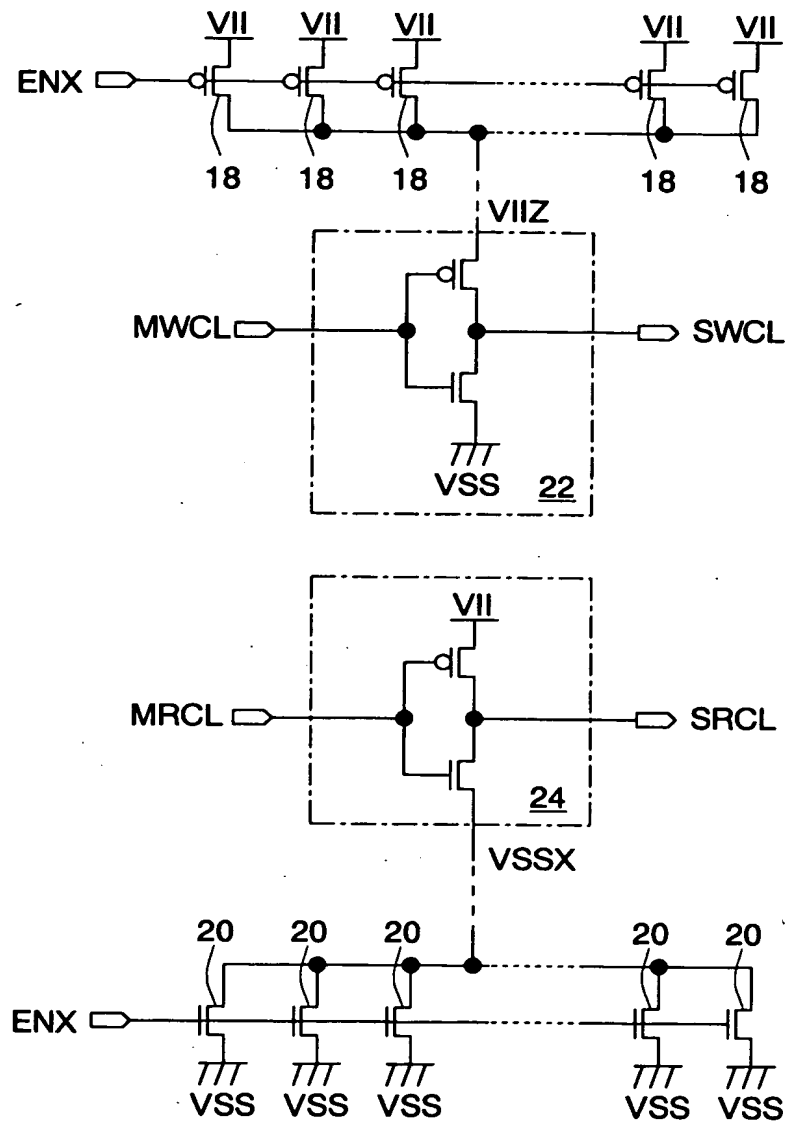 VII VII VII VII VII
ENX
18 18 18 18 18
VIIZ
MWCL SWCL
VSS 22
VII
MRCL SRCL
24
VSSX
20 20 20 20 20
ENX
VSS VSS VSS VSS VSS